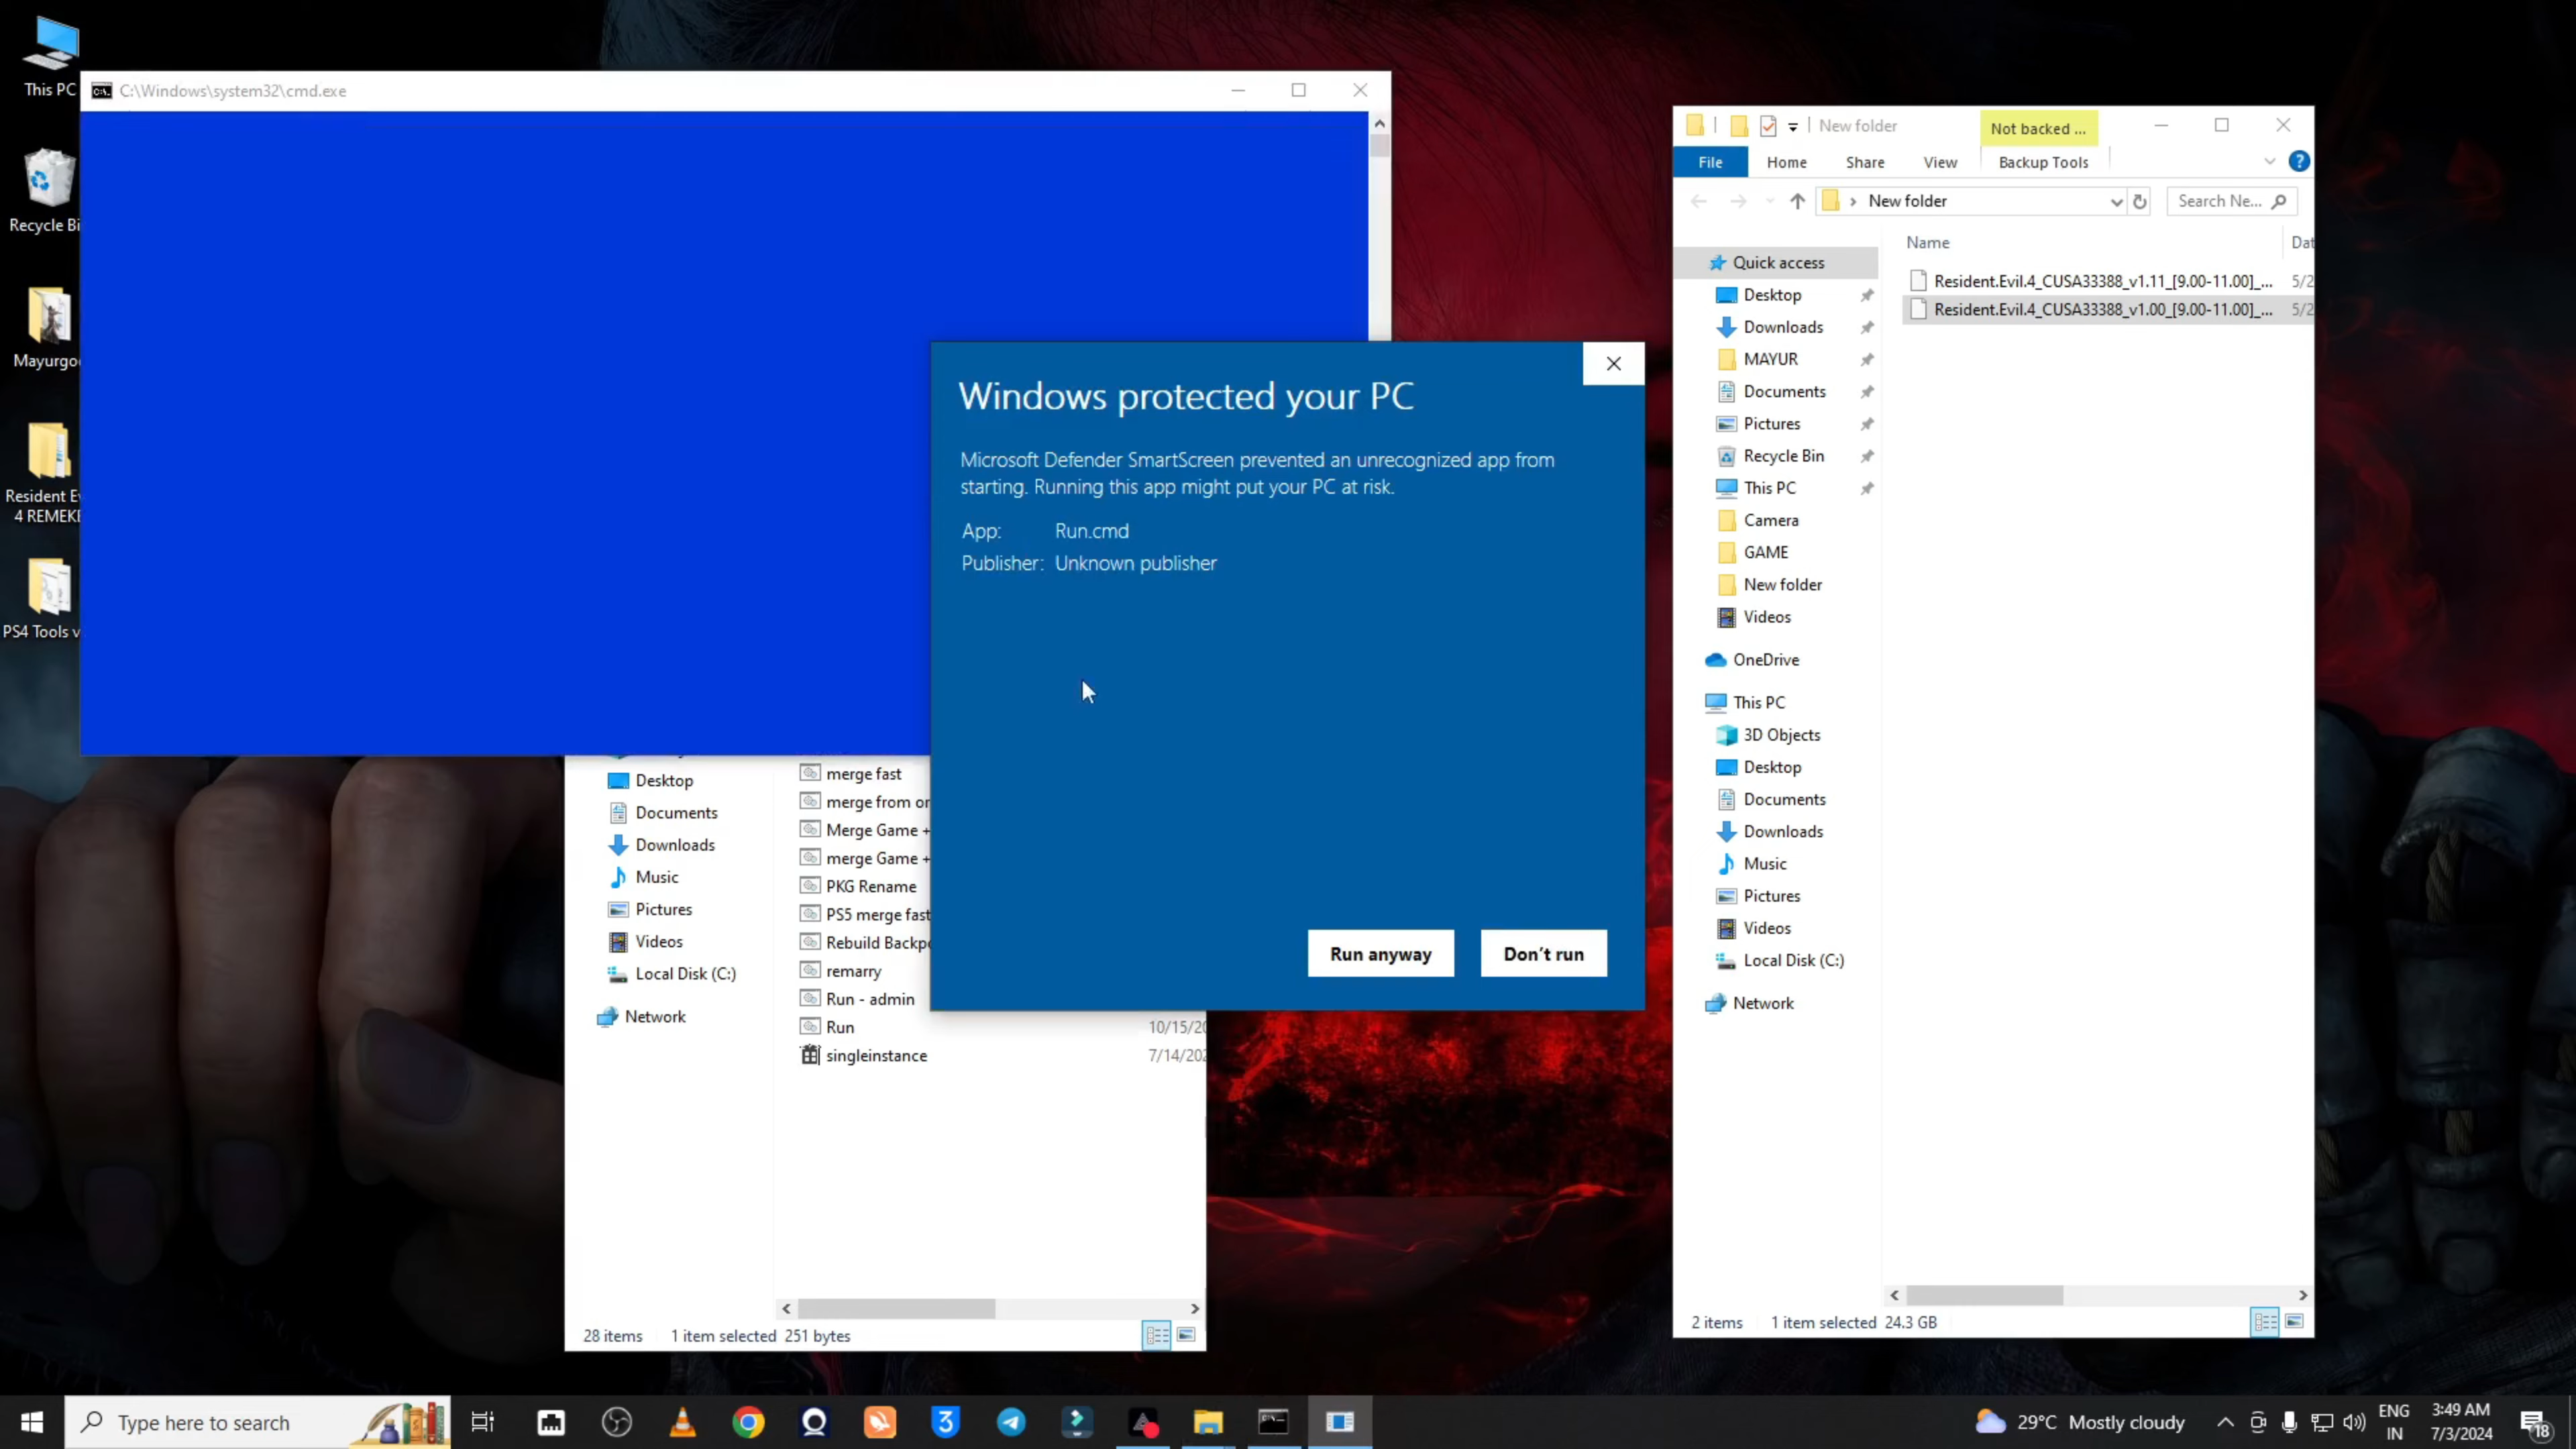 This PC
Recycle Bi
Mayurgo
Resident E
4 REMEKE
PS4 Tools v
C:\Windows\system32\cmd.exe
Windows protected your PC
Microsoft Defender SmartScreen prevented an unrecognized app from
starting. Running this app might put your PC at risk.
App: Run.cmd
Publisher: Unknown publisher
Run anyway
Don't run
Desktop
Documents
Downloads
Music
Pictures
Videos
Local Disk (C:)
Network
merge fast
merge from or
Merge Game +
merge Game +
PKG Rename
PS5 merge fast
Rebuild Backp
remarry
Run - admin
Run 10/15/20
singleinstance 7/14/202
28 items 1 item selected 251 bytes
New folder
Not backed ...
File Home Share View Backup Tools
New folder
Search Ne...
Name Dat
Resident.Evil.4_CUSA33388_v1.11_[9.00-11.00]_... 5/2
Resident.Evil.4_CUSA33388_v1.00_[9.00-11.00]_... 5/2
Quick access
Desktop
Downloads
MAYUR
Documents
Pictures
Recycle Bin
This PC
Camera
GAME
New folder
Videos
OneDrive
This PC
3D Objects
Desktop
Documents
Downloads
Music
Pictures
Videos
Local Disk (C:)
Network
2 items 1 item selected 24.3 GB
Type here to search
29°C Mostly cloudy
ENG
IN
3:49 AM
7/3/2024
18